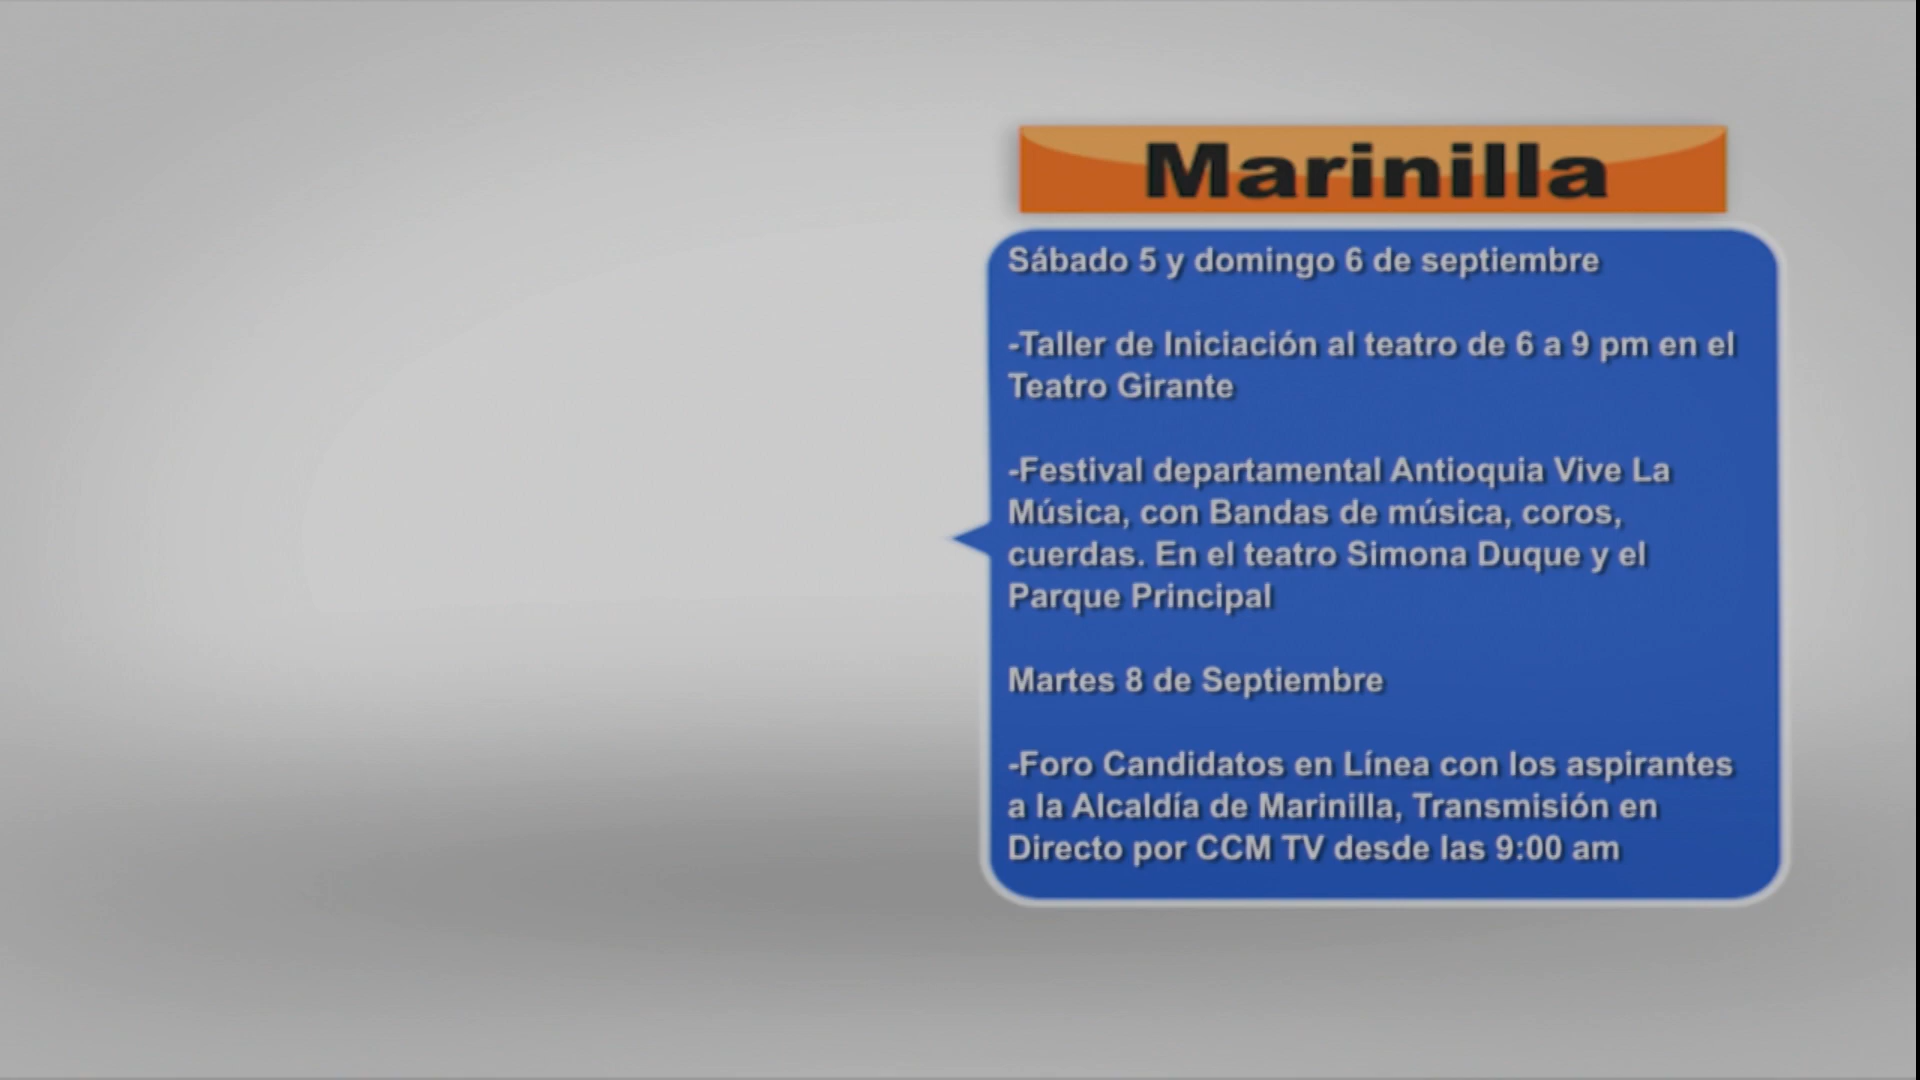 Marinilla
Sábado 5 y domingo 6 de septiembre
-Taller de Iniciación al teatro de 6 a 9 pm en el
Teatro Girante
-Festival departamental Antioquia Vive La
Música, con Bandas de música, coros,
cuerdas. En el teatro Simona Duque y el
Parque Principal
Martes 8 de Septiembre
-Foro Candidatos en Línea con los aspirantes
a la Alcaldía de Marinilla, Transmisión en
Directo por CCM TV desde las 9:00 am